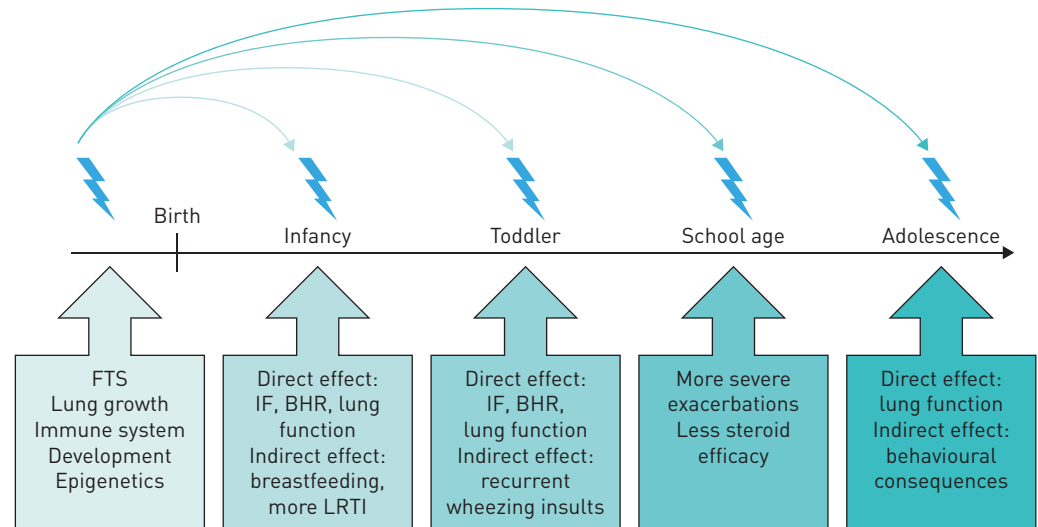 Birth
Infancy
Toddler
School age
Adolescence
FTS
Lung growth
Immune system
Development
Epigenetics
Direct effect:
IF, BHR, lung
function
Indirect effect:
breastfeeding,
more LRTI
Direct effect:
IF, BHR,
lung function
Indirect effect:
recurrent
wheezing insults
More severe
exacerbations
Less steroid
efficacy
Direct effect:
lung function
Indirect effect:
behavioural
consequences